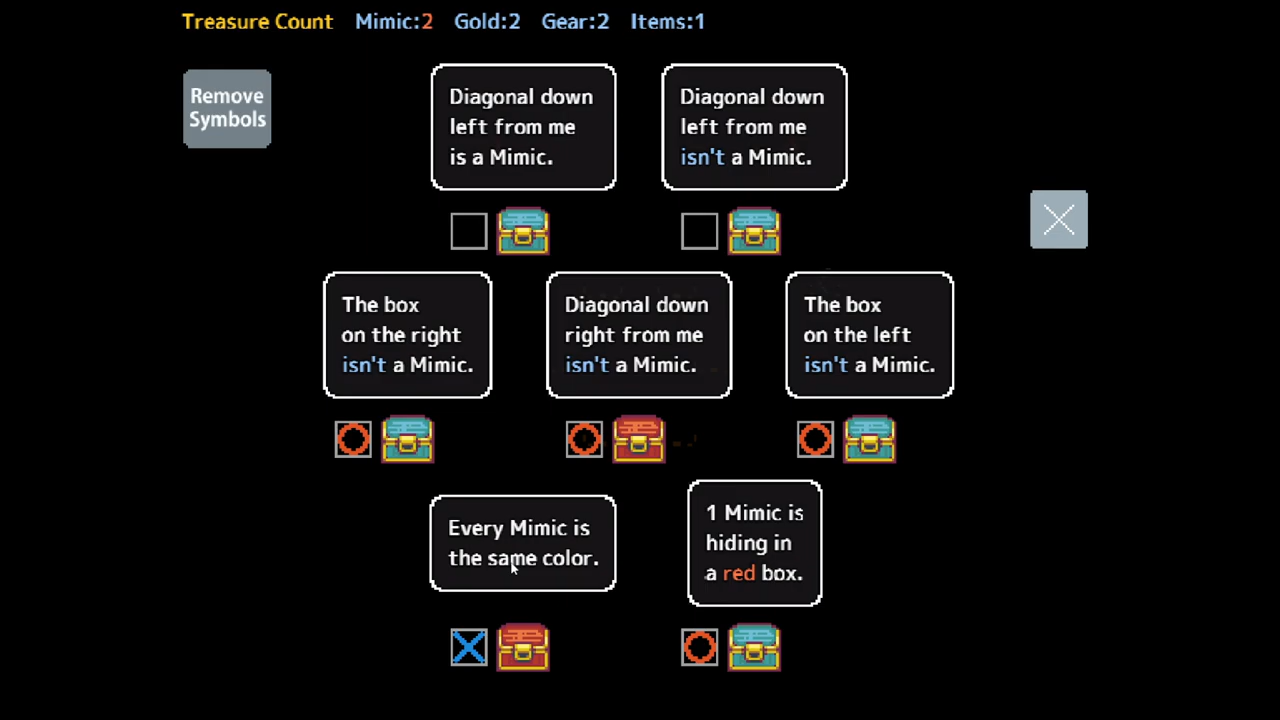 Treasure Count Mimic:2 Gold:2 Gear:2 Items:1
Remove
Symbols
Diagonal down
left from me
is a Mimic.
Diagonal down
left from me
isn't a Mimic.
The box
on the right
isn't a Mimic.
Diagonal down
right from me
isn't a Mimic.
The box
on the left
isn't a Mimic.
Every Mimic is
the same color.
1 Mimic is
hiding in
a red box.